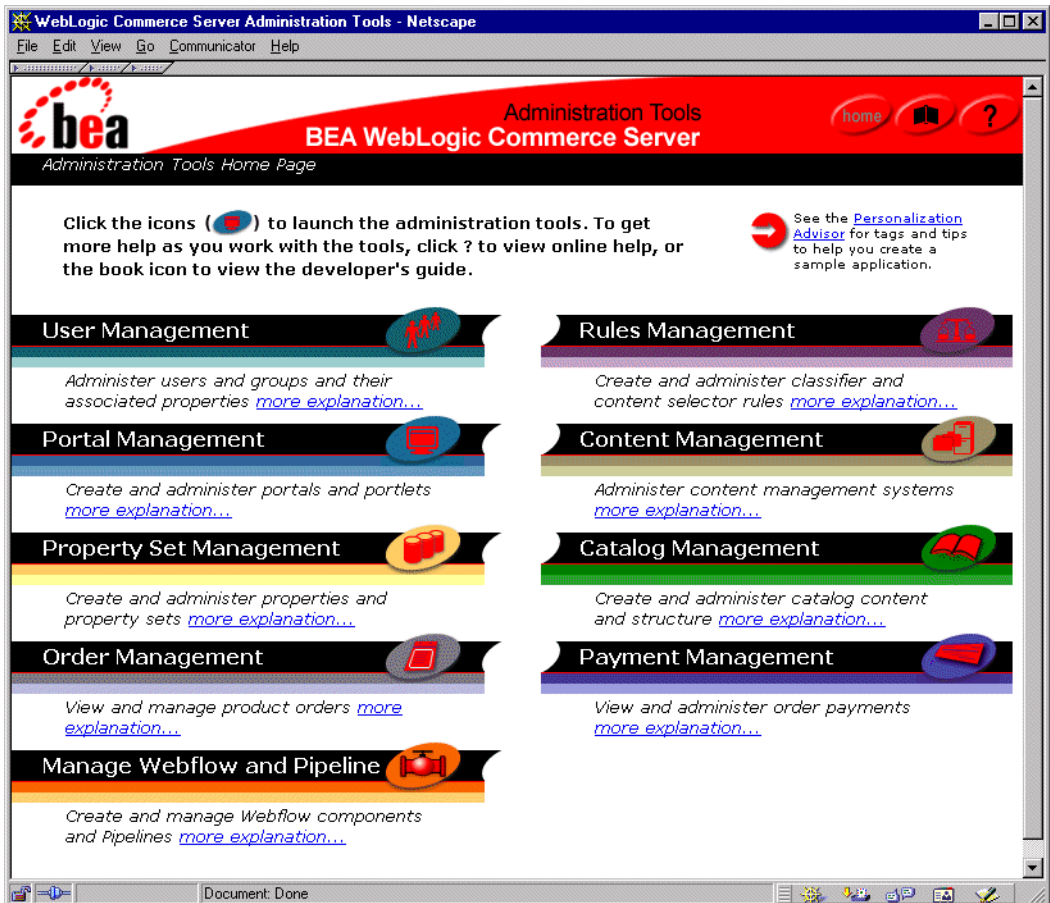 WebLogic Commerce Server Administration Tools - Netscape
File Edit View Go Communicator Help
bea
Administration Tools
BEA WebLogic Commerce Server
home
?
Administration Tools Home Page
Click the icons ( ) to launch the administration tools. To get
more help as you work with the tools, click ? to view online help, or
the book icon to view the developer's guide.
See the Personalization
Advisor for tags and tips
to help you create a
sample application.
User Management
Administer users and groups and their
associated properties more explanation...
Rules Management
Create and administer classifier and
content selector rules more explanation...
Portal Management
Create and administer portals and portlets
more explanation...
Content Management
Administer content management systems
more explanation...
Property Set Management
Create and administer properties and
property sets more explanation...
Catalog Management
Create and administer catalog content
and structure more explanation...
Order Management
View and manage product orders more
explanation...
Payment Management
View and administer order payments
more explanation...
Manage Webflow and Pipeline
Create and manage Webflow components
and Pipelines more explanation...
Document: Done